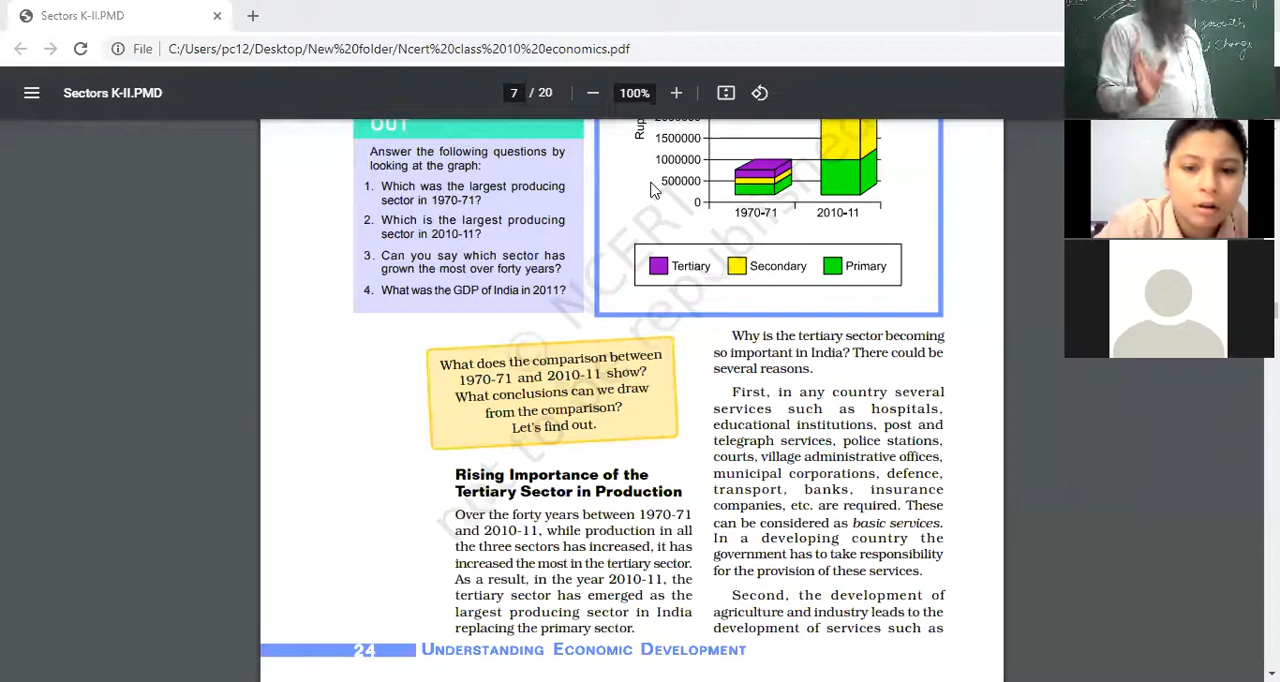 Sectors K-II.PMD
File
C:/Users/pc12/Desktop/New%20folder/Ncert%20class%2010%20economics.pdf
Sectors K-II.PMD
7 / 20
100%
growth
Change
OUT
Answer the following questions by
looking at the graph:
1. Which was the largest producing
sector in 1970-71?
2. Which is the largest producing
sector in 2010-11?
3. Can you say which sector has
grown the most over forty years?
4. What was the GDP of India in 2011?
Rup
2000000
1500000
1000000
500000
0
1970-71 2010-11
Tertiary Secondary Primary
© NCERT
not to be republished
What does the comparison between
1970-71 and 2010-11 show?
What conclusions can we draw
from the comparison?
Let's find out.
Rising Importance of the
Tertiary Sector in Production
Over the forty years between 1970-71
and 2010-11, while production in all
the three sectors has increased, it has
increased the most in the tertiary sector.
As a result, in the year 2010-11, the
tertiary sector has emerged as the
largest producing sector in India
replacing the primary sector.
Why is the tertiary sector becoming
so important in India? There could be
several reasons.
First, in any country several
services such as hospitals,
educational institutions, post and
telegraph services, police stations,
courts, village administrative offices,
municipal corporations, defence,
transport, banks, insurance
companies, etc. are required. These
can be considered as basic services.
In a developing country the
government has to take responsibility
for the provision of these services.
Second, the development of
agriculture and industry leads to the
development of services such as
24 UNDERSTANDING ECONOMIC DEVELOPMENT